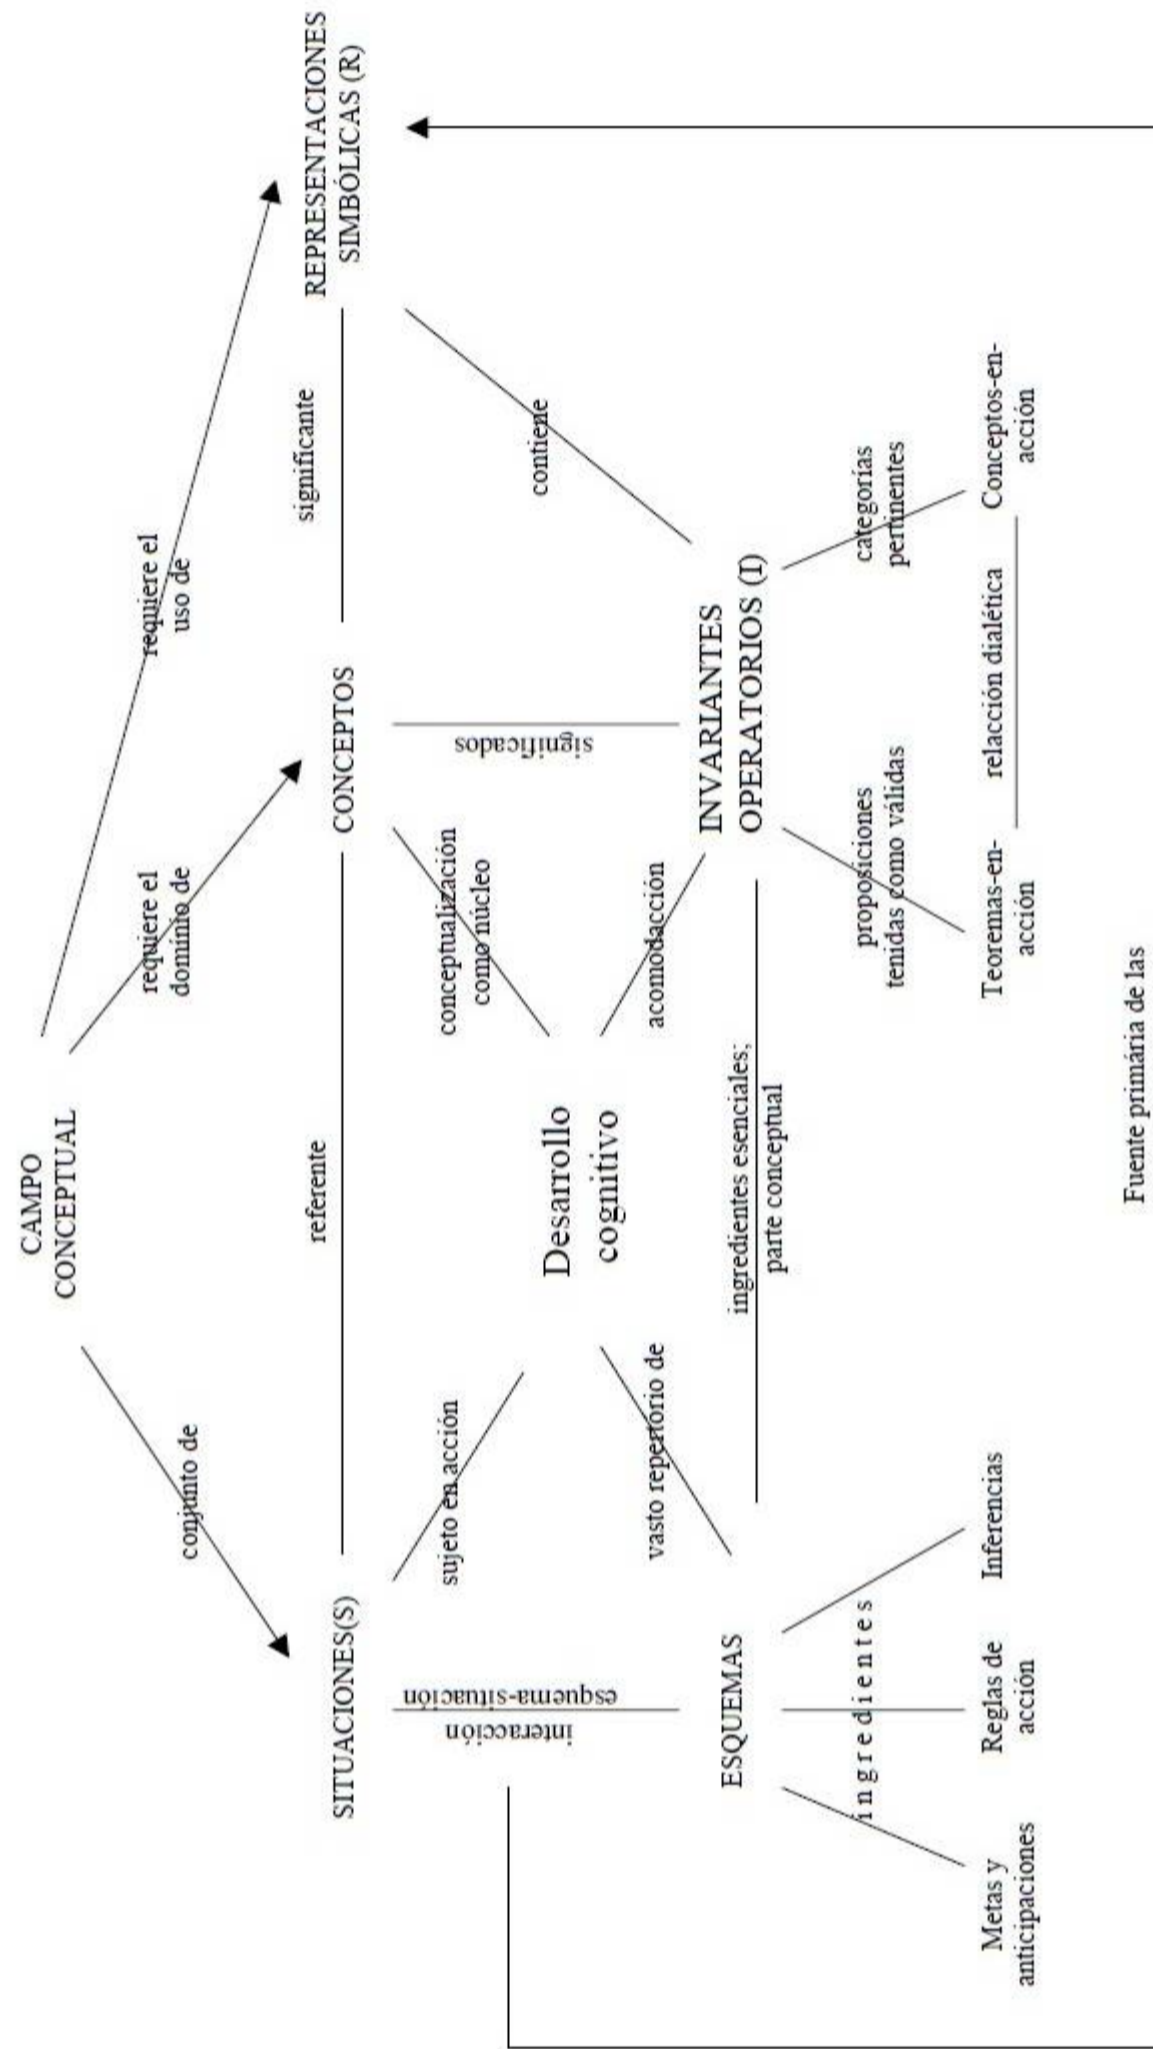 CAMPO
CONCEPTUAL
conjunto de
requiere el
dominio de
requiere el
uso de
SITUACIONES(S)
referente
CONCEPTOS
significante
REPRESENTACIONES
SIMBÓLICAS (R)
interacción
esquema-situación
sujeto en acción
conceptualización
como núcleo
significados
contiene
Desarrollo
cognitivo
vasto repertorio de
acomodacción
ESQUEMAS
ingredientes esenciales;
parte conceptual
INVARIANTES
OPERATORIOS (I)
ingredientes
proposiciones
tenidas como válidas
categorías
pertinentes
Metas y
anticipaciones
Reglas de
acción
Inferencias
Teoremas-en-
acción
relacción dialética
Conceptos-en-
acción
Fuente primária de las